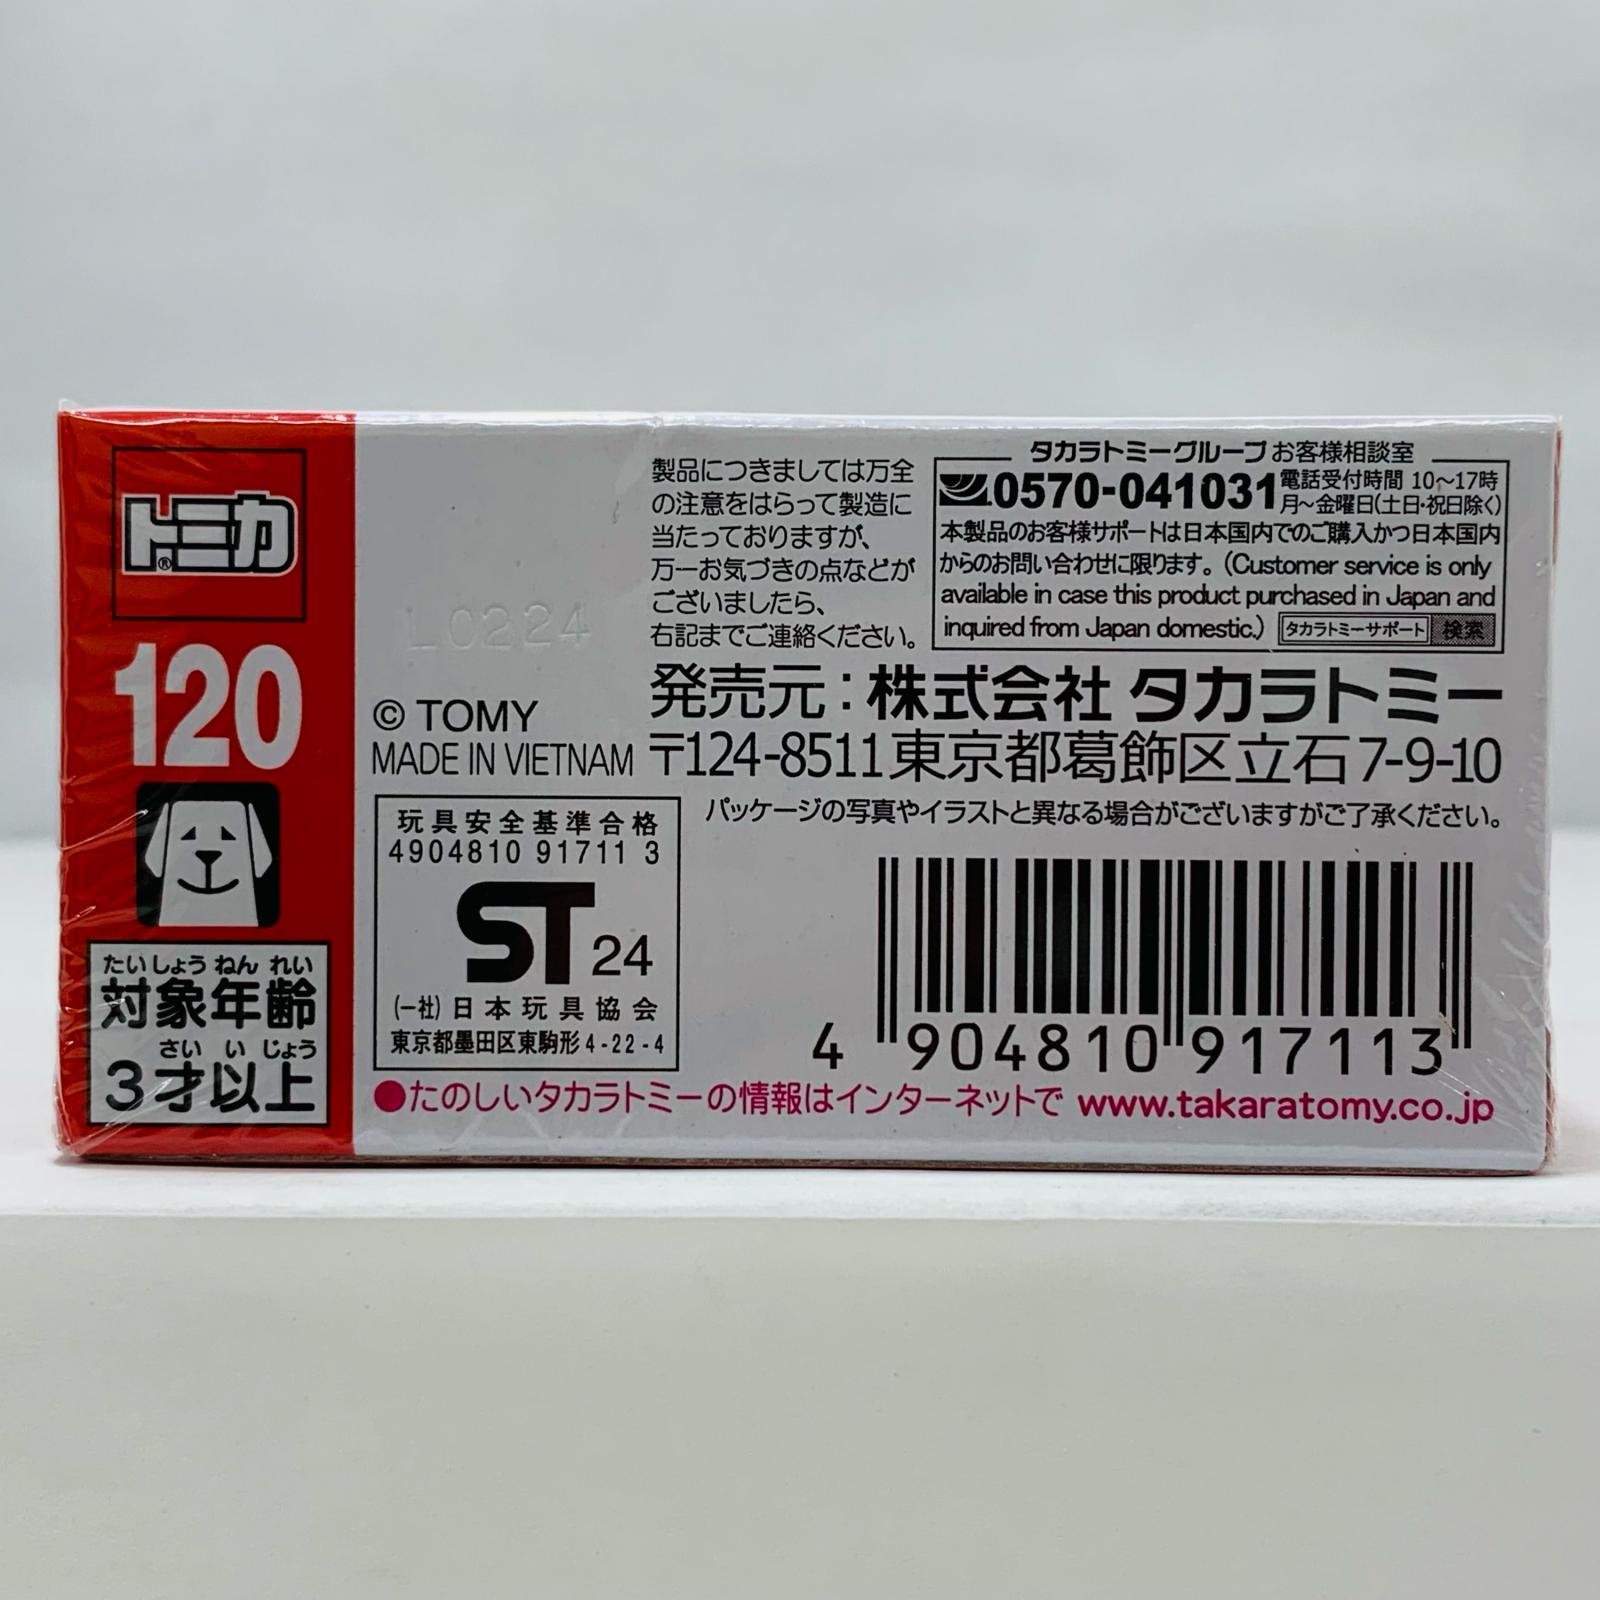 トミカ®
120
たいしょうねんれい
対象年齢
さいいじょう
3才以上
L0224
© TOMY
MADE IN VIETNAM
製品につきましては万全
の注意をはらって製造に
当たっておりますが、
万一お気づきの点などが
ございましたら、
右記までご連絡ください。
タカラトミーグループお客様相談室
0570-041031 電話受付時間 10～17時
月～金曜日(土日・祝日除く)
本製品のお客様サポートは日本国内でのご購入かつ日本国内
からのお問い合わせに限ります。(Customer service is only
available in case this product purchased in Japan and
inquired from Japan domestic.) タカラトミーサポート 検索
発売元：株式会社 タカラトミー
〒124-8511 東京都葛飾区立石 7-9-10
パッケージの写真やイラストと異なる場合がございますがご了承ください。
玩具安全基準合格
4904810 91711 3
ST 24
(一社)日本玩具協会
東京都墨田区東駒形 4-22-4
4 904810 917113
●たのしいタカラトミーの情報はインターネットで www.takaratomy.co.jp